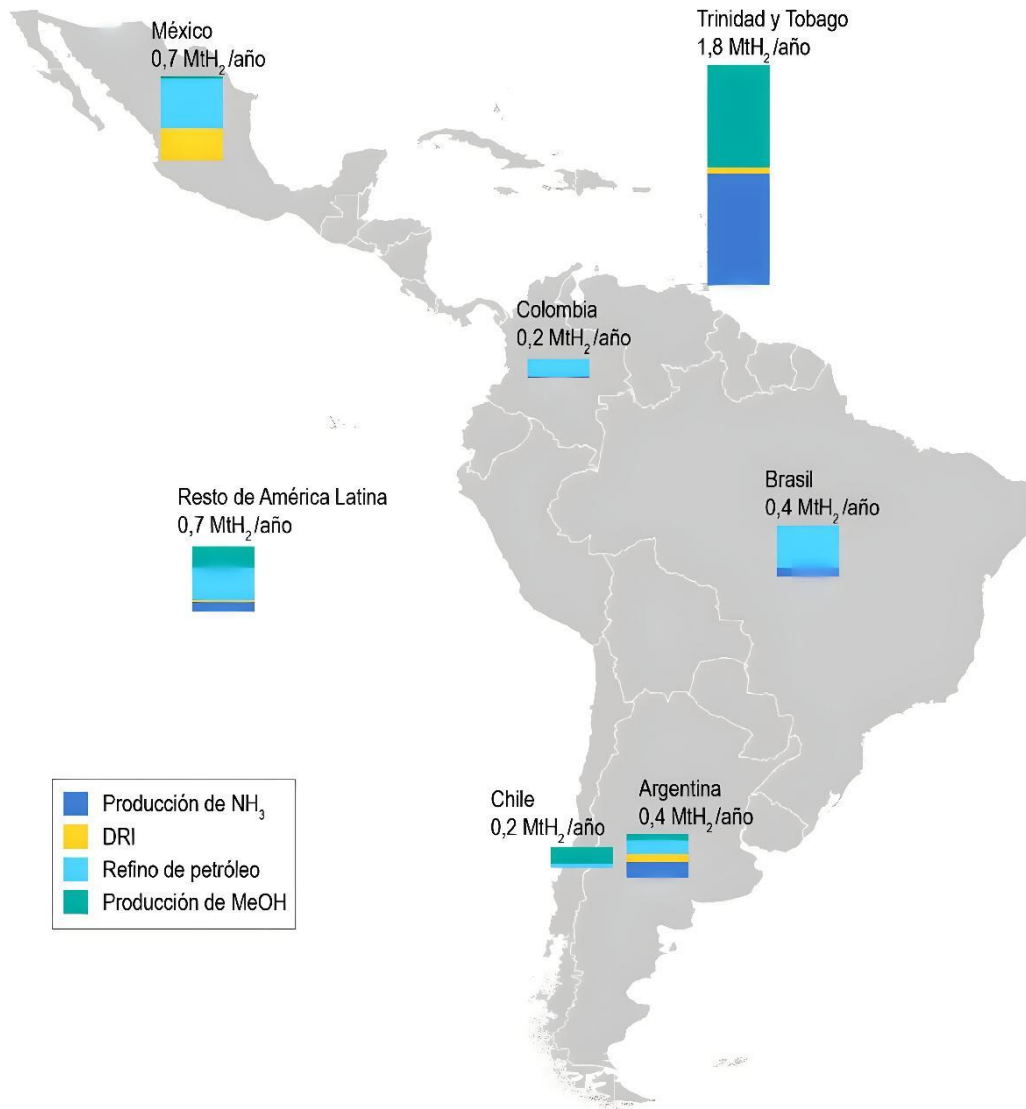 México
0,7 MtH₂/año
Trinidad y Tobago
1,8 MtH₂/año
Colombia
0,2 MtH₂/año
Resto de América Latina
0,7 MtH₂/año
Brasil
0,4 MtH₂/año
Chile
0,2 MtH₂/año
Argentina
0,4 MtH₂/año
Producción de NH₃
DRI
Refino de petróleo
Producción de MeOH